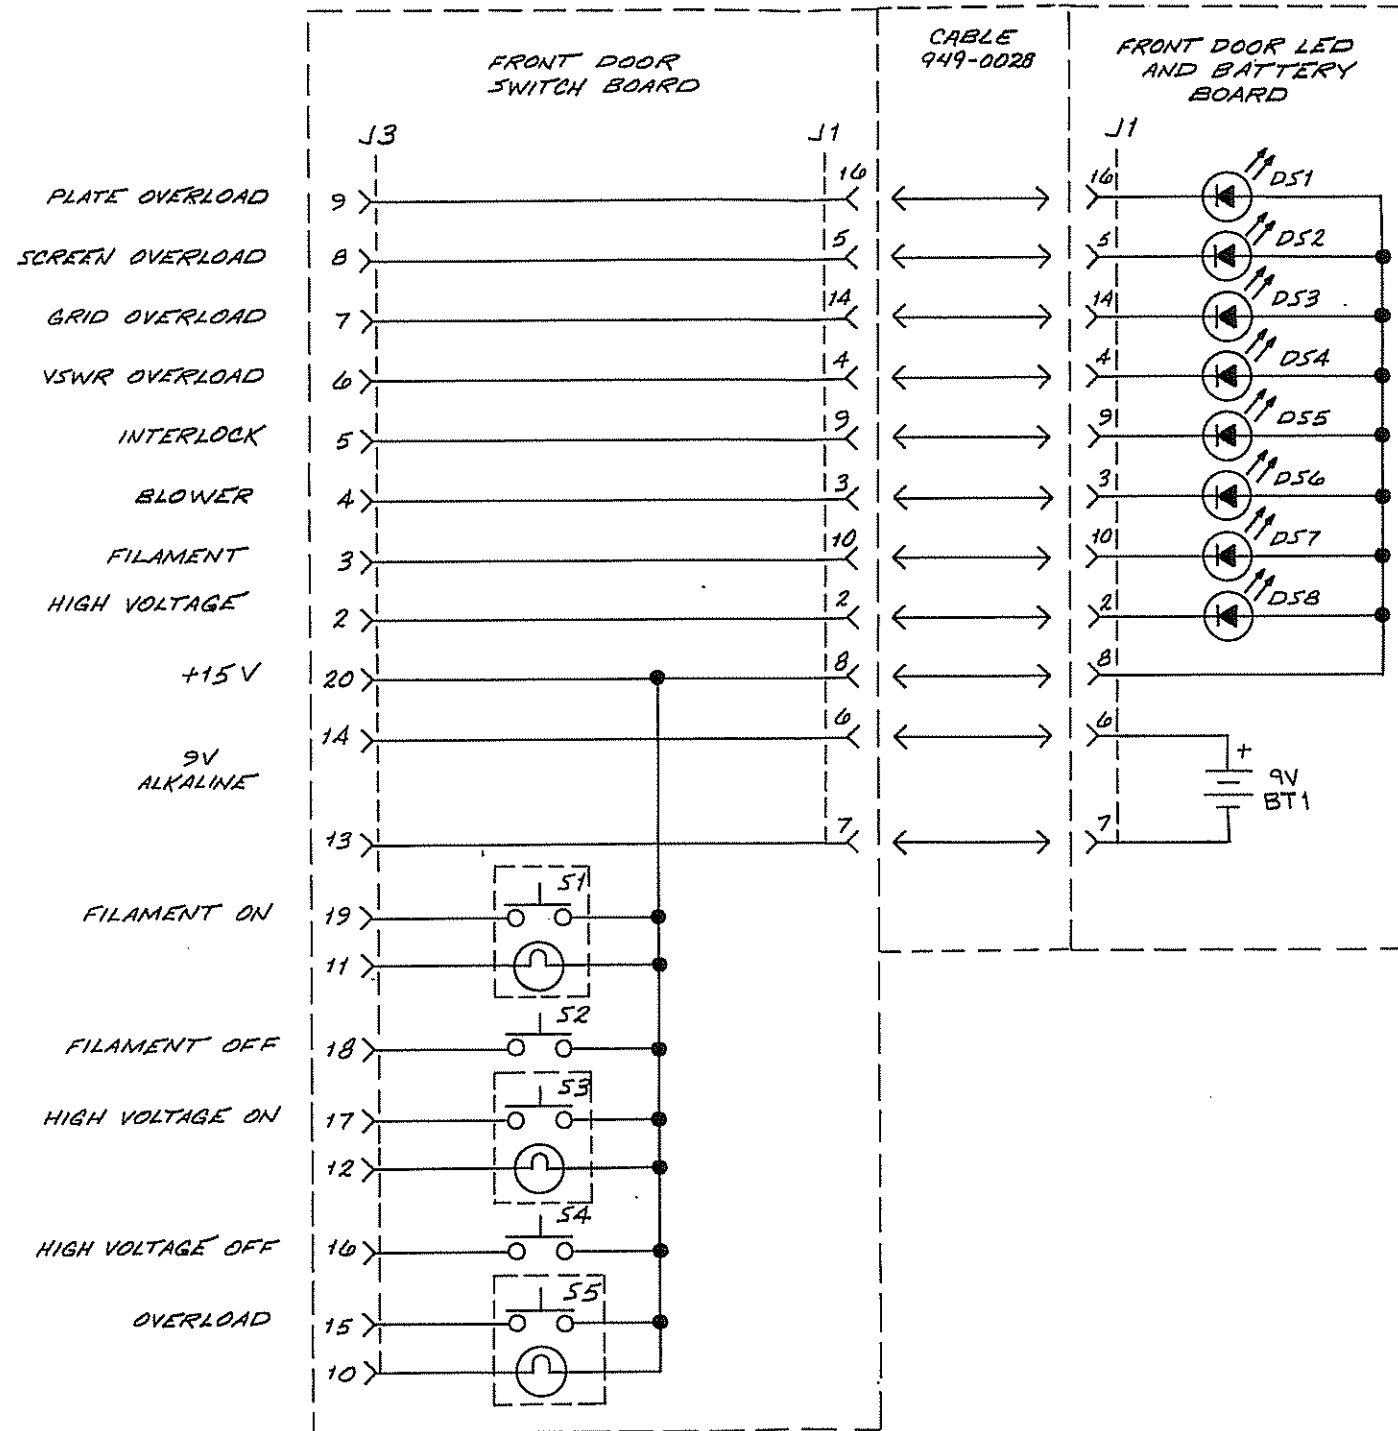 FRONT DOOR
SWITCH BOARD
CABLE
949-0028
FRONT DOOR LED
AND BATTERY
BOARD
J3
J1
J1
PLATE OVERLOAD 9 16 16 DS1
SCREEN OVERLOAD 8 5 5 DS2
GRID OVERLOAD 7 14 14 DS3
VSWR OVERLOAD 6 4 4 DS4
INTERLOCK 5 9 9 DS5
BLOWER 4 3 3 DS6
FILAMENT 3 10 10 DS7
HIGH VOLTAGE 2 2 2 DS8
+15 V 20 8 8
14 6 6
9V
ALKALINE
+
9V
BT1
13 7 7
S1
FILAMENT ON 19
11
S2
FILAMENT OFF 18
S3
HIGH VOLTAGE ON 17
12
S4
HIGH VOLTAGE OFF 16
S5
OVERLOAD 15
10